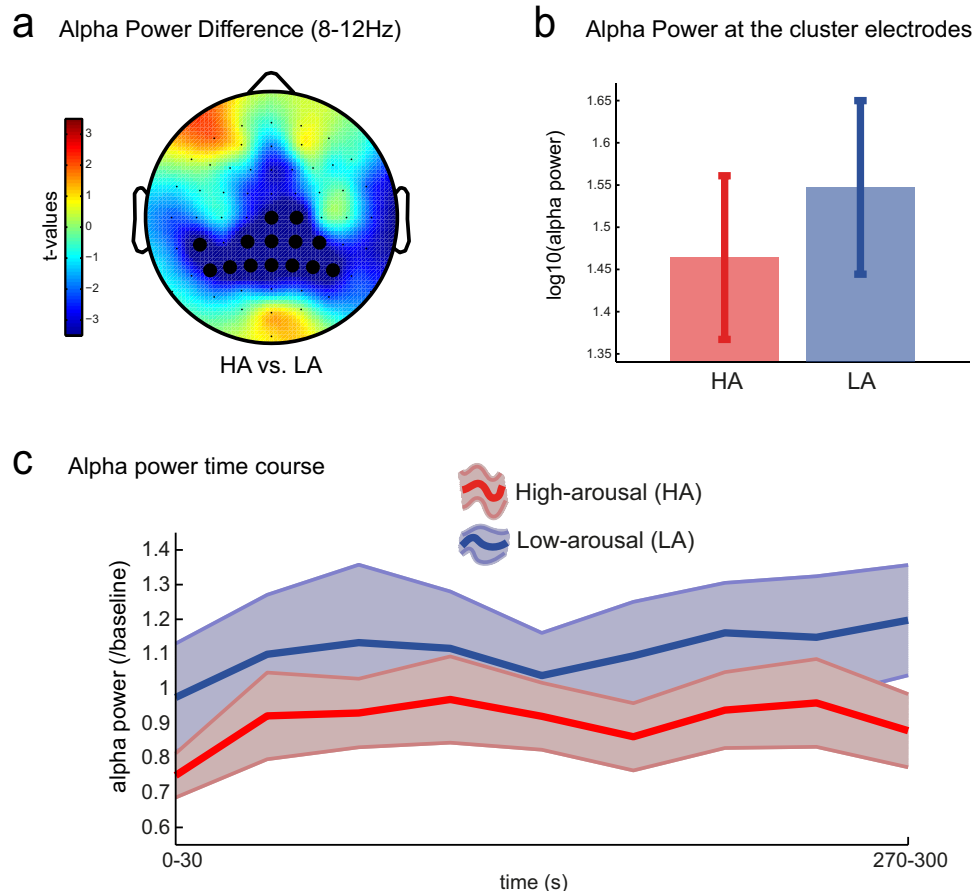 a Alpha Power Difference (8-12Hz)
t-values
3
2
1
0
−1
−2
−3
HA vs. LA
b Alpha Power at the cluster electrodes
log10(alpha power)
1.65
1.6
1.55
1.5
1.45
1.4
1.35
HA LA
c Alpha power time course
High-arousal (HA)
Low-arousal (LA)
alpha power (/baseline)
1.4
1.3
1.2
1.1
1
0.9
0.8
0.7
0.6
0-30 270-300
time (s)